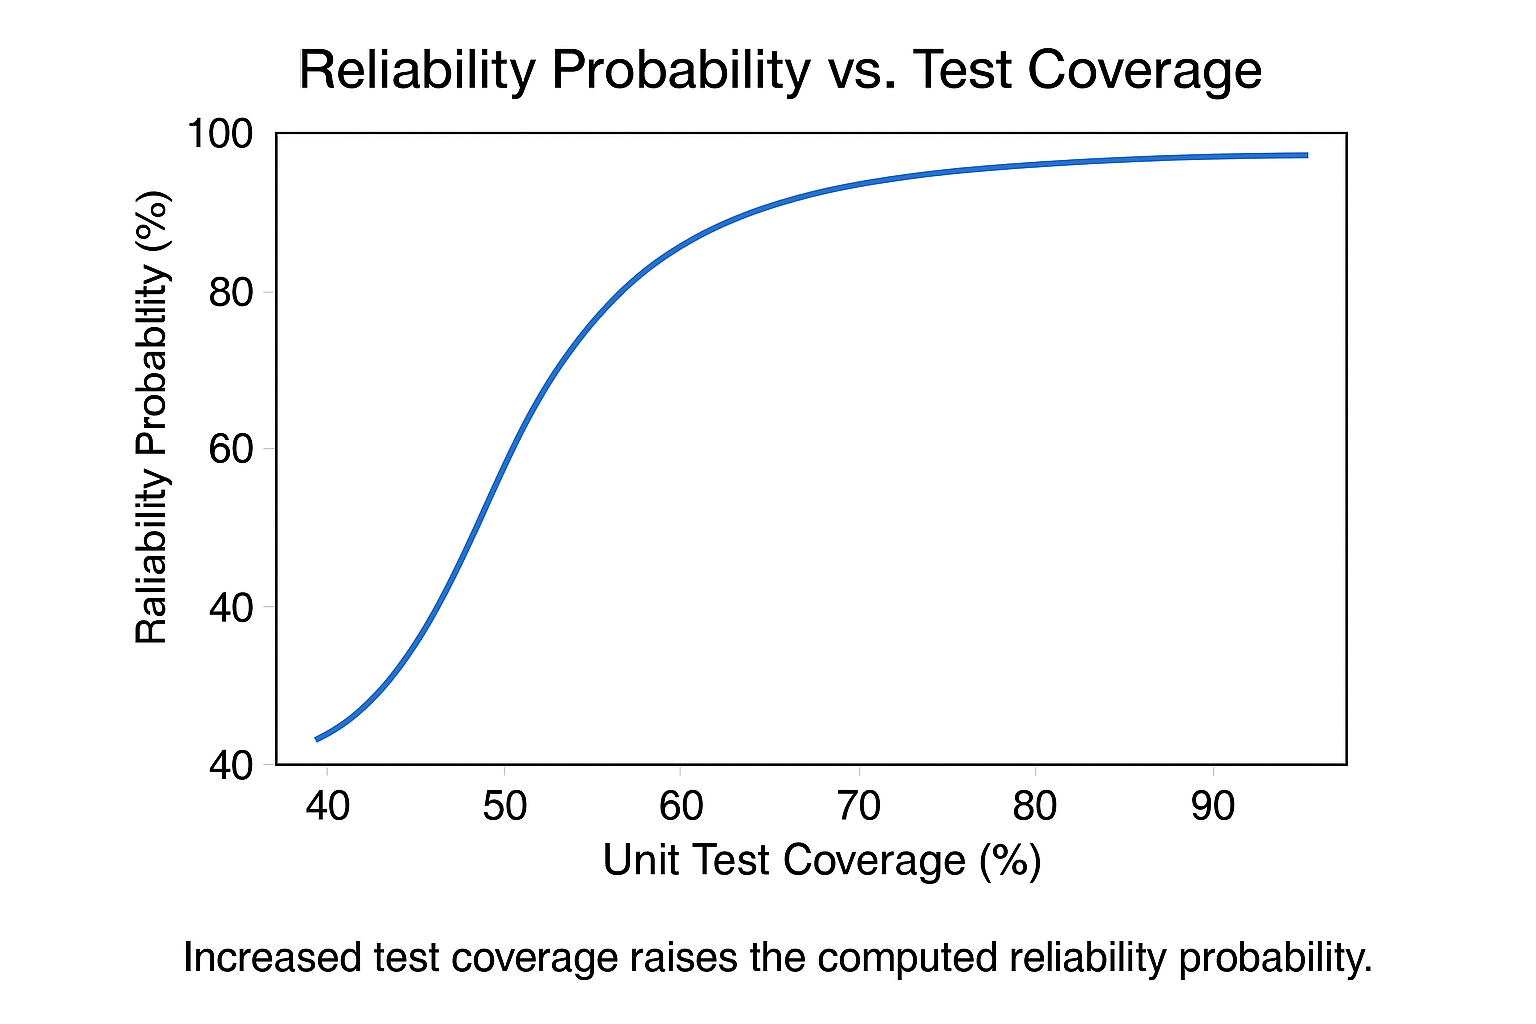 Reliability Probability vs. Test Coverage
100
80
60
40
40
Raliability Probability (%)
40 50 60 70 80 90
Unit Test Coverage (%)
Increased test coverage raises the computed reliability probability.